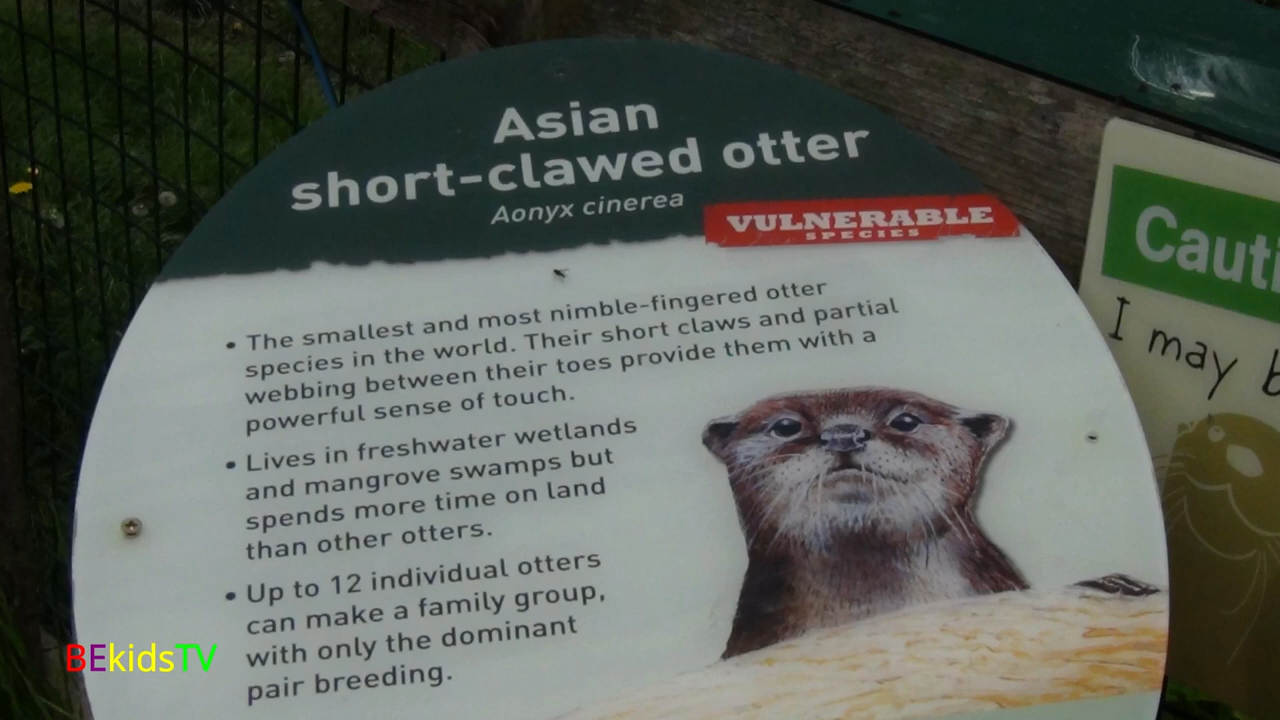 Asian
short-clawed otter
Aonyx cinerea
VULNERABLE
SPECIES
• The smallest and most nimble-fingered otter
species in the world. Their short claws and partial
webbing between their toes provide them with a
powerful sense of touch.
• Lives in freshwater wetlands
and mangrove swamps but
spends more time on land
than other otters.
• Up to 12 individual otters
can make a family group,
with only the dominant
pair breeding.
Cauti
I may b
BEkidsTV